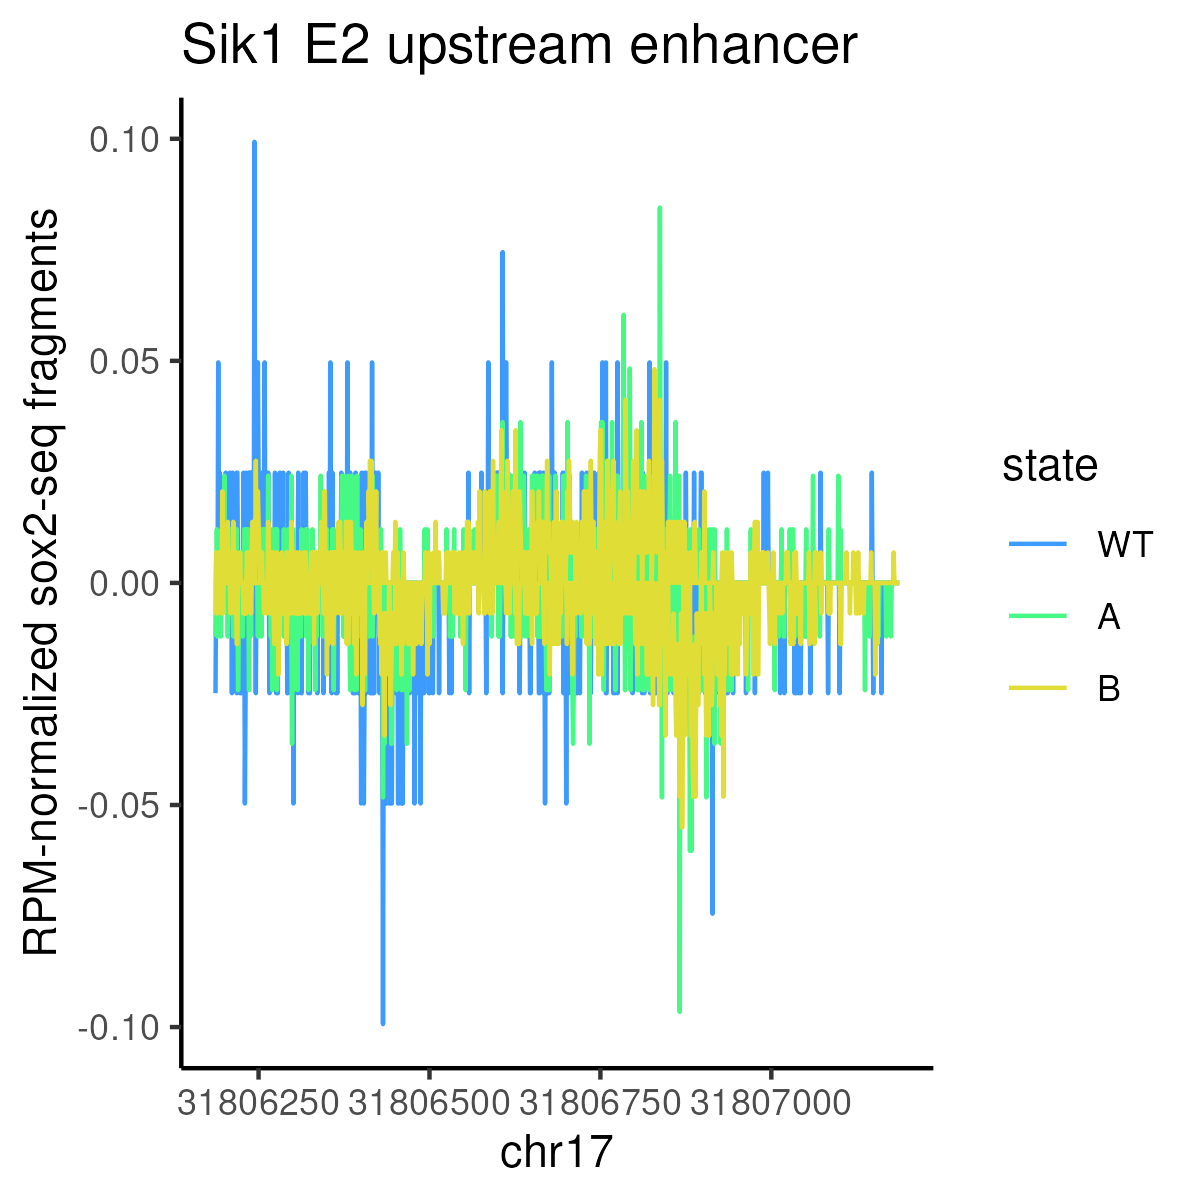 Sik1 E2 upstream enhancer
RPM-normalized sox2-seq fragments
0.10
0.05
0.00
-0.05
-0.10
31806250 31806500 31806750 31807000
chr17
state
WT
A
B